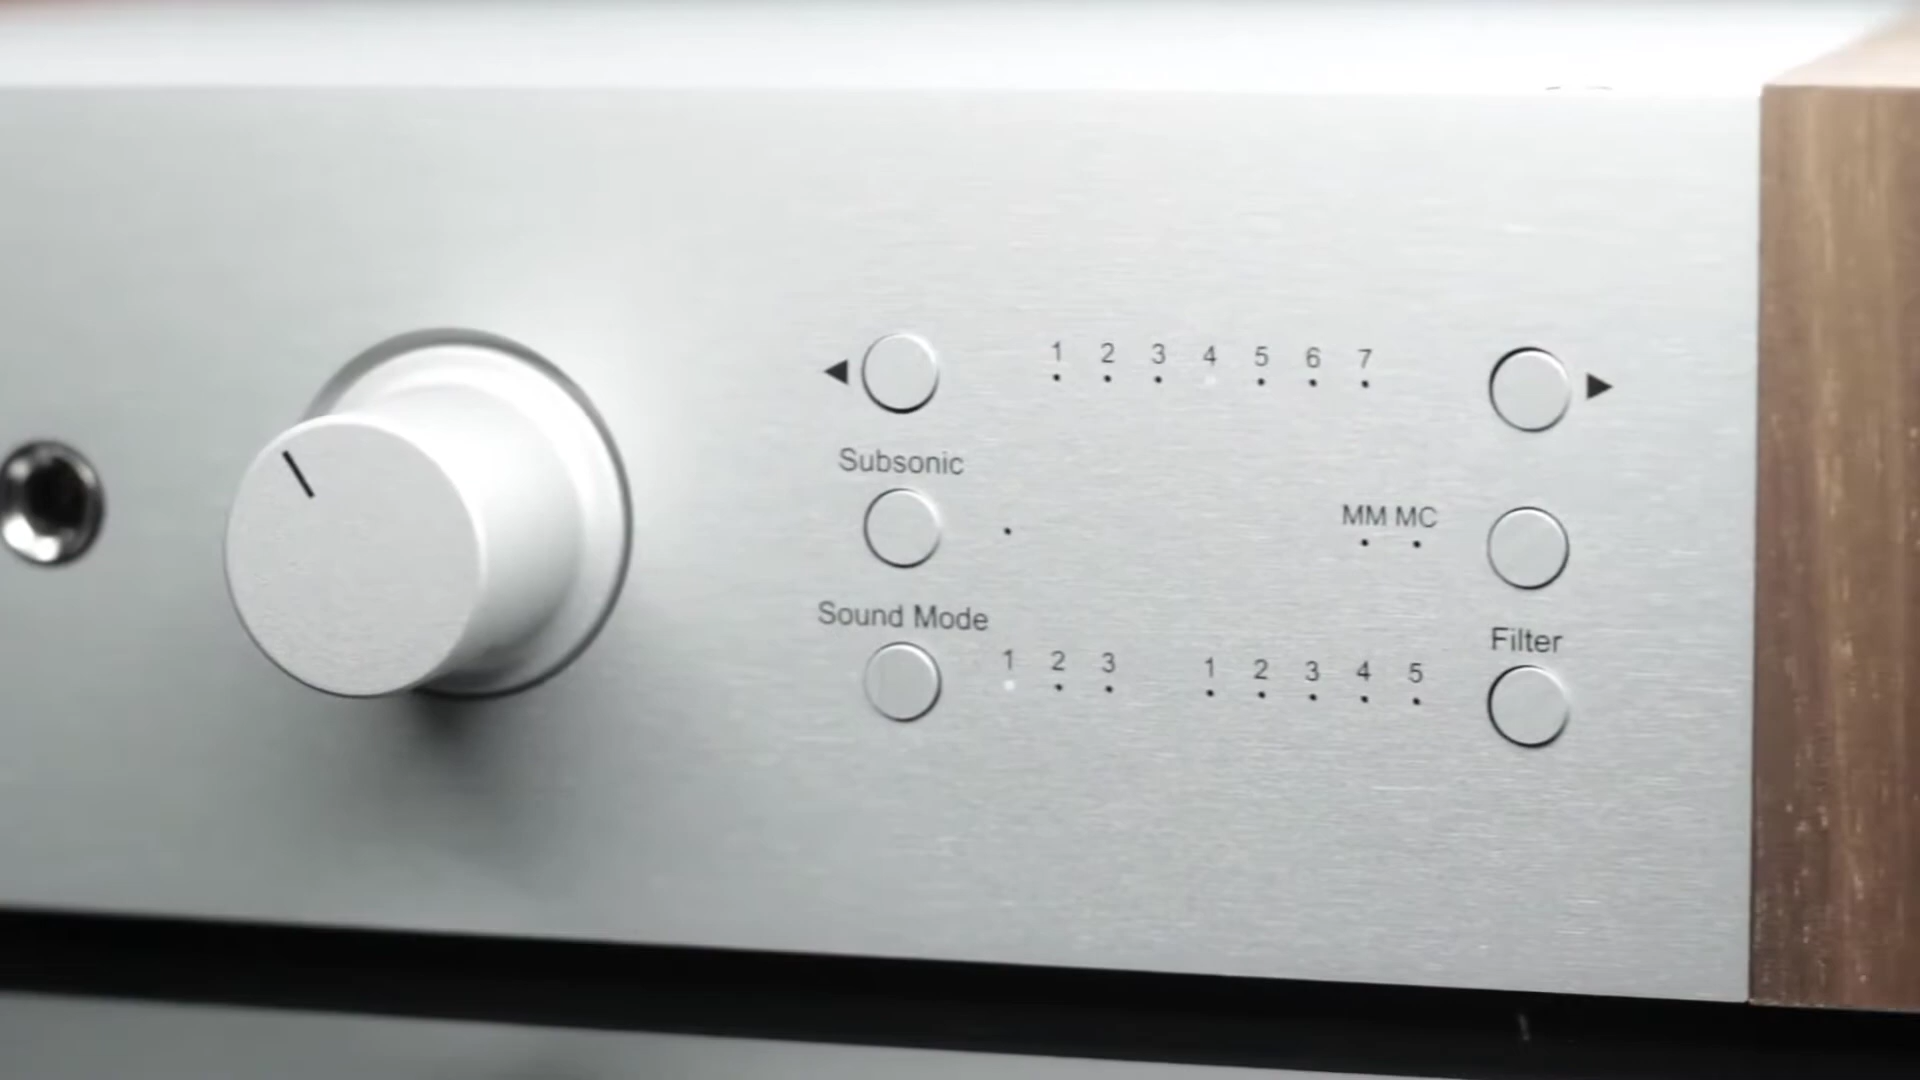 ◀ 1 2 3 4 5 6 7 ▶
Subsonic
MM MC
Sound Mode
Filter
1 2 3
1 2 3 4 5